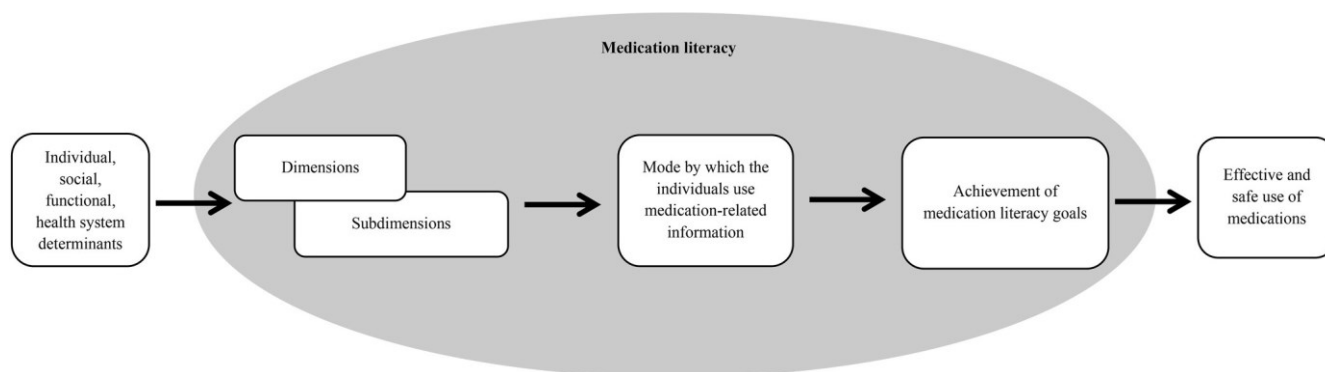 Medication literacy
Individual,
social,
functional,
health system
determinants
Dimensions
Subdimensions
Mode by which the
individuals use
medication-related
information
Achievement of
medication literacy goals
Effective and
safe use of
medications